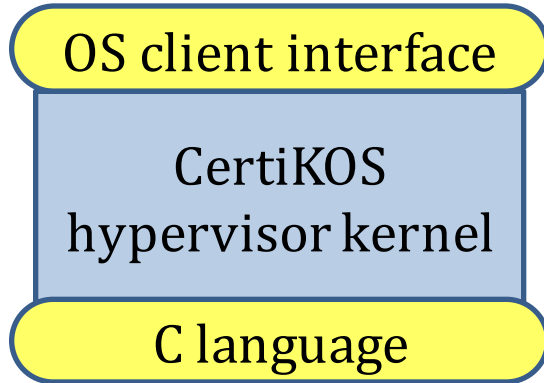 OS client interface
CertiKOS
hypervisor kernel
C language